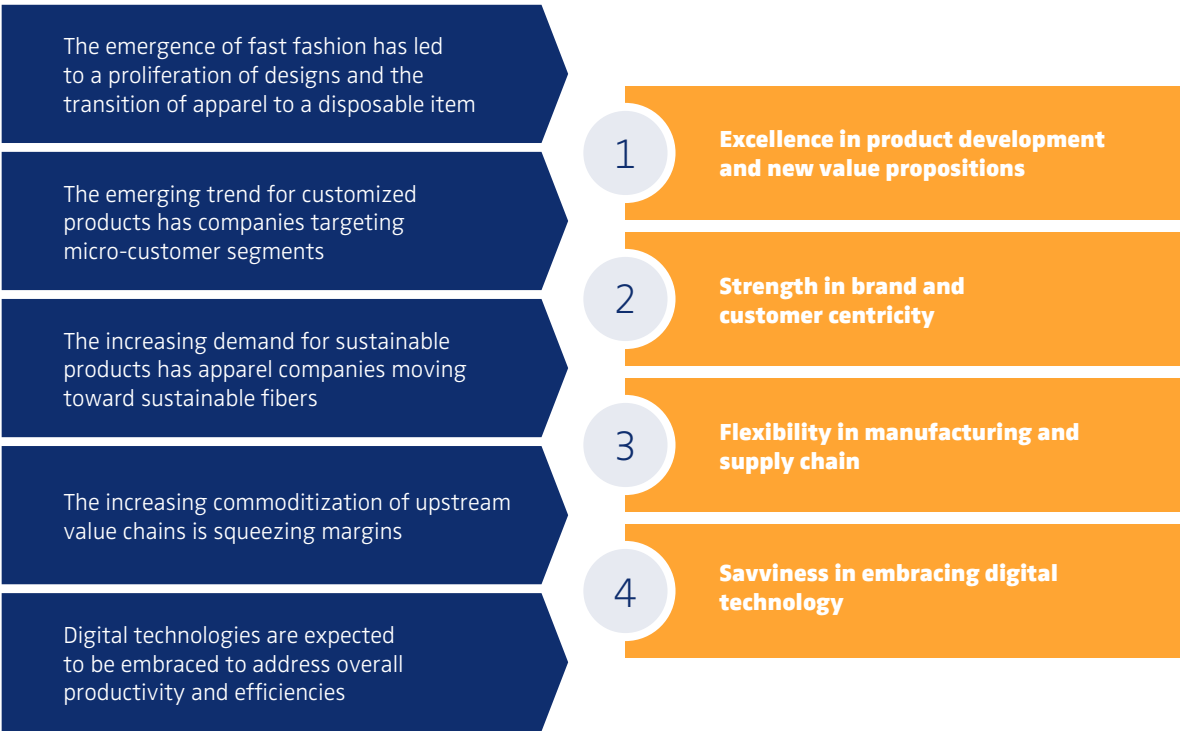 The emergence of fast fashion has led
to a proliferation of designs and the
transition of apparel to a disposable item
The emerging trend for customized
products has companies targeting
micro-customer segments
The increasing demand for sustainable
products has apparel companies moving
toward sustainable fibers
The increasing commoditization of upstream
value chains is squeezing margins
Digital technologies are expected
to be embraced to address overall
productivity and efficiencies
1
Excellence in product development
and new value propositions
2
Strength in brand and
customer centricity
3
Flexibility in manufacturing and
supply chain
4
Savviness in embracing digital
technology